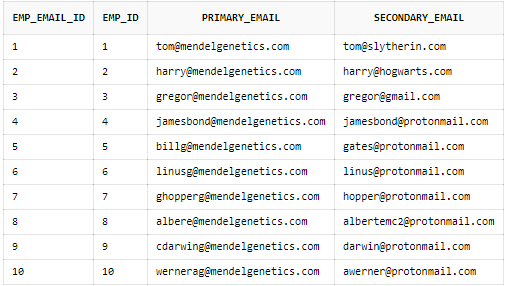 EMP_EMAIL_ID EMP_ID PRIMARY_EMAIL SECONDARY_EMAIL
1 1 tom@mendelgenetics.com tom@slytherin.com
2 2 harry@mendelgenetics.com harry@hogwarts.com
3 3 gregor@mendelgenetics.com gregor@gmail.com
4 4 jamesbond@mendelgenetics.com jamesbond@protonmail.com
5 5 billg@mendelgenetics.com gates@protonmail.com
6 6 linusg@mendelgenetics.com linus@protonmail.com
7 7 ghopperg@mendelgenetics.com hopper@protonmail.com
8 8 albere@mendelgenetics.com albertemc2@protonmail.com
9 9 cdarwing@mendelgenetics.com darwin@protonmail.com
10 10 wernerag@mendelgenetics.com awerner@protonmail.com